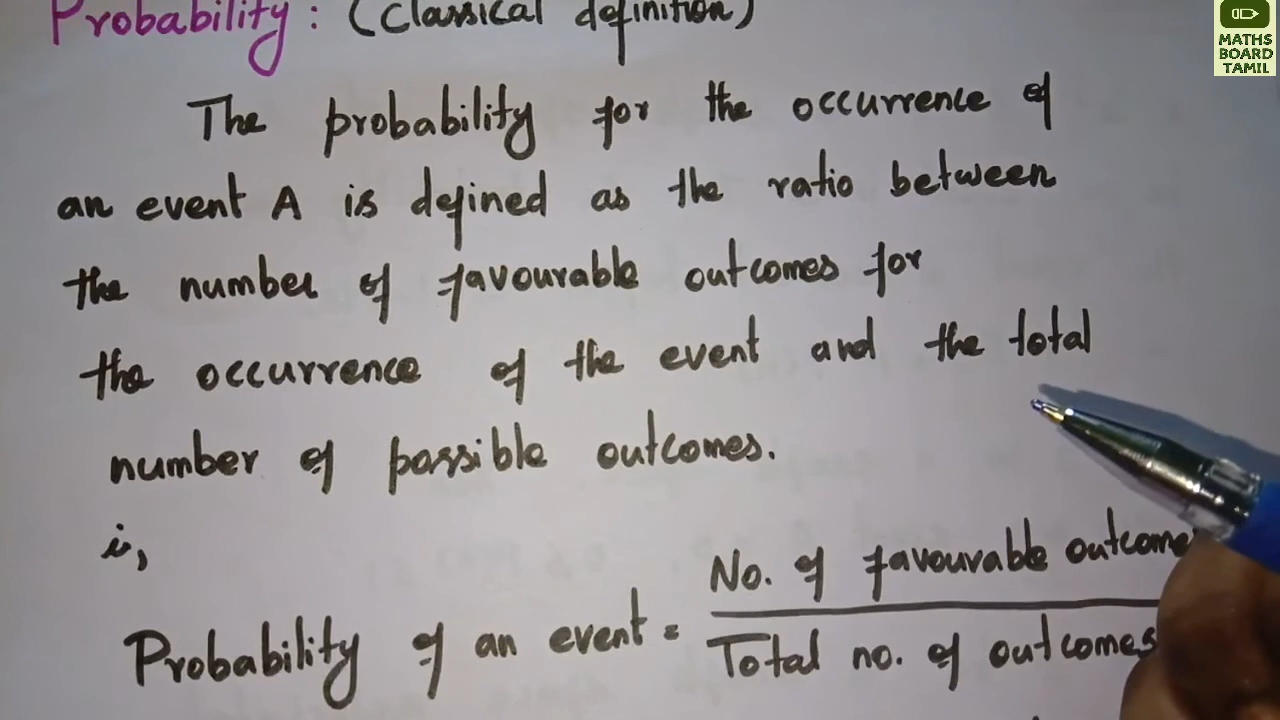 Probability: (Classical definition)
The probability for the occurrence of
an event A is defined as the ratio between
the number of favourable outcomes for
the occurrence of the event and the total
number of possible outcomes.
ie,
Probability of an event = No. of favourable outcomes
Total no. of outcomes
MATHS
BOARD
TAMIL